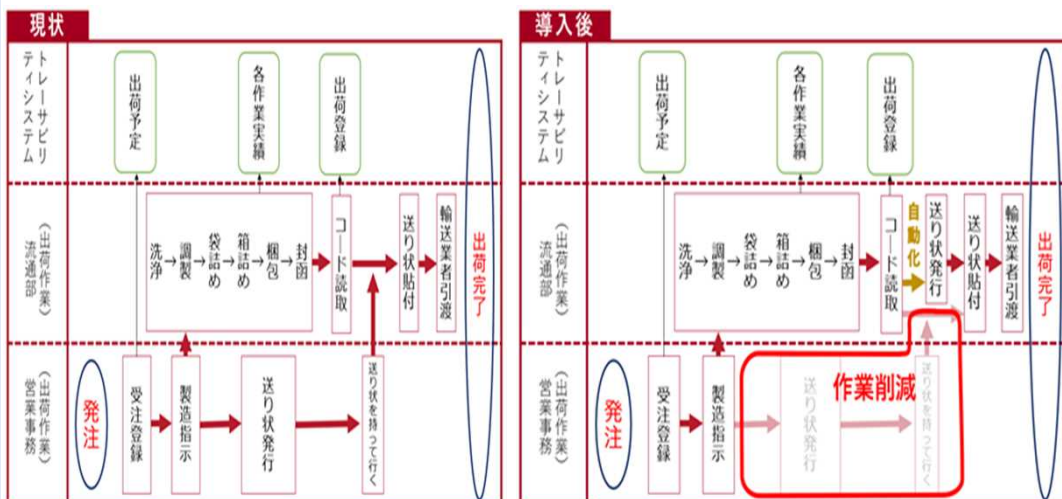 現状
トレーサビリ
ティシステム
出荷予定
各作業実績
出荷登録
出荷完了
（出荷作業）
流通部
洗浄→調製→袋詰め→箱詰め→梱包→封函
コード読取
送り状貼付
輸送業者引渡
（出荷作業）
営業事務
発注
受注登録
製造指示
送り状発行
送り状を持って行く
導入後
トレーサビリ
ティシステム
出荷予定
各作業実績
出荷登録
出荷完了
（出荷作業）
流通部
洗浄→調製→袋詰め→箱詰め→梱包→封函
コード読取
自動化
送り状発行
送り状貼付
輸送業者引渡
（出荷作業）
営業事務
発注
受注登録
製造指示
送り状発行
作業削減
送り状を持って行く